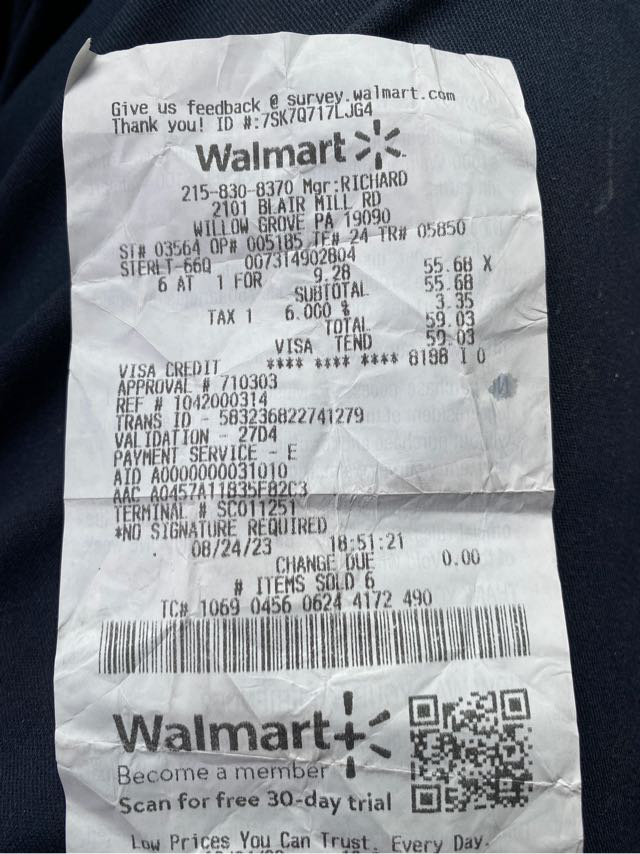 Give us feedback @ survey.walmart.com
Thank you! ID #:7SK7Q717LJG4
Walmart
215-830-8370 Mgr:RICHARD
2101 BLAIR MILL RD
WILLOW GROVE PA 19090
ST# 03564 OP# 005185 TE# 24 TR# 05850
STERLT-66Q 007314902804
6 AT 1 FOR 9.28 55.68 X
SUBTOTAL 55.68
TAX 1 6.000 % 3.35
TOTAL 59.03
VISA TEND 59.03
VISA CREDIT **** **** **** 8188 I 0
APPROVAL # 710303
REF # 1042000314
TRANS ID - 583236822741279
VALIDATION - 27D4
PAYMENT SERVICE - E
AID A0000000031010
AAC A0457A11B35F82C3
TERMINAL # SC011251
*NO SIGNATURE REQUIRED
08/24/23 18:51:21
CHANGE DUE 0.00
# ITEMS SOLD 6
TC# 1069 0456 0624 4172 490
Walmart+
Become a member
Scan for free 30-day trial
Low Prices You Can Trust. Every Day.